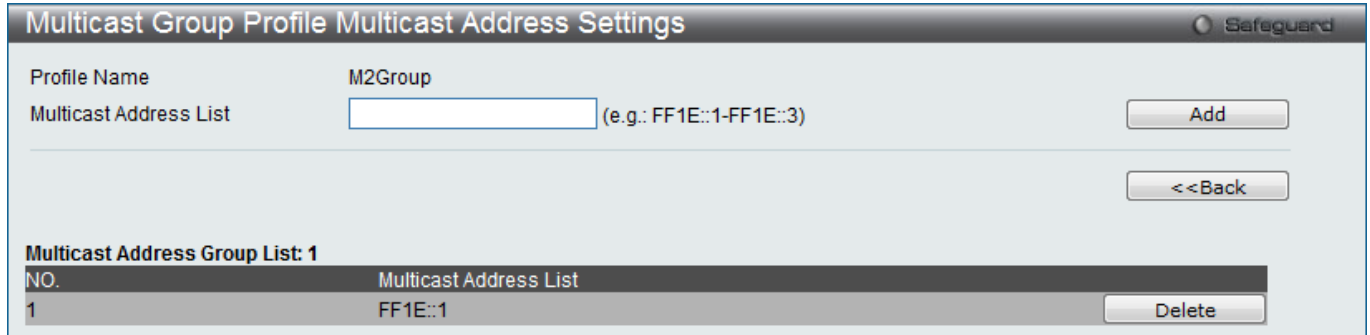 Multicast Group Profile Multicast Address Settings Safeguard
Profile Name M2Group
Multicast Address List (e.g.: FF1E::1-FF1E::3) Add
<<Back
Multicast Address Group List: 1
NO. Multicast Address List
1 FF1E::1 Delete